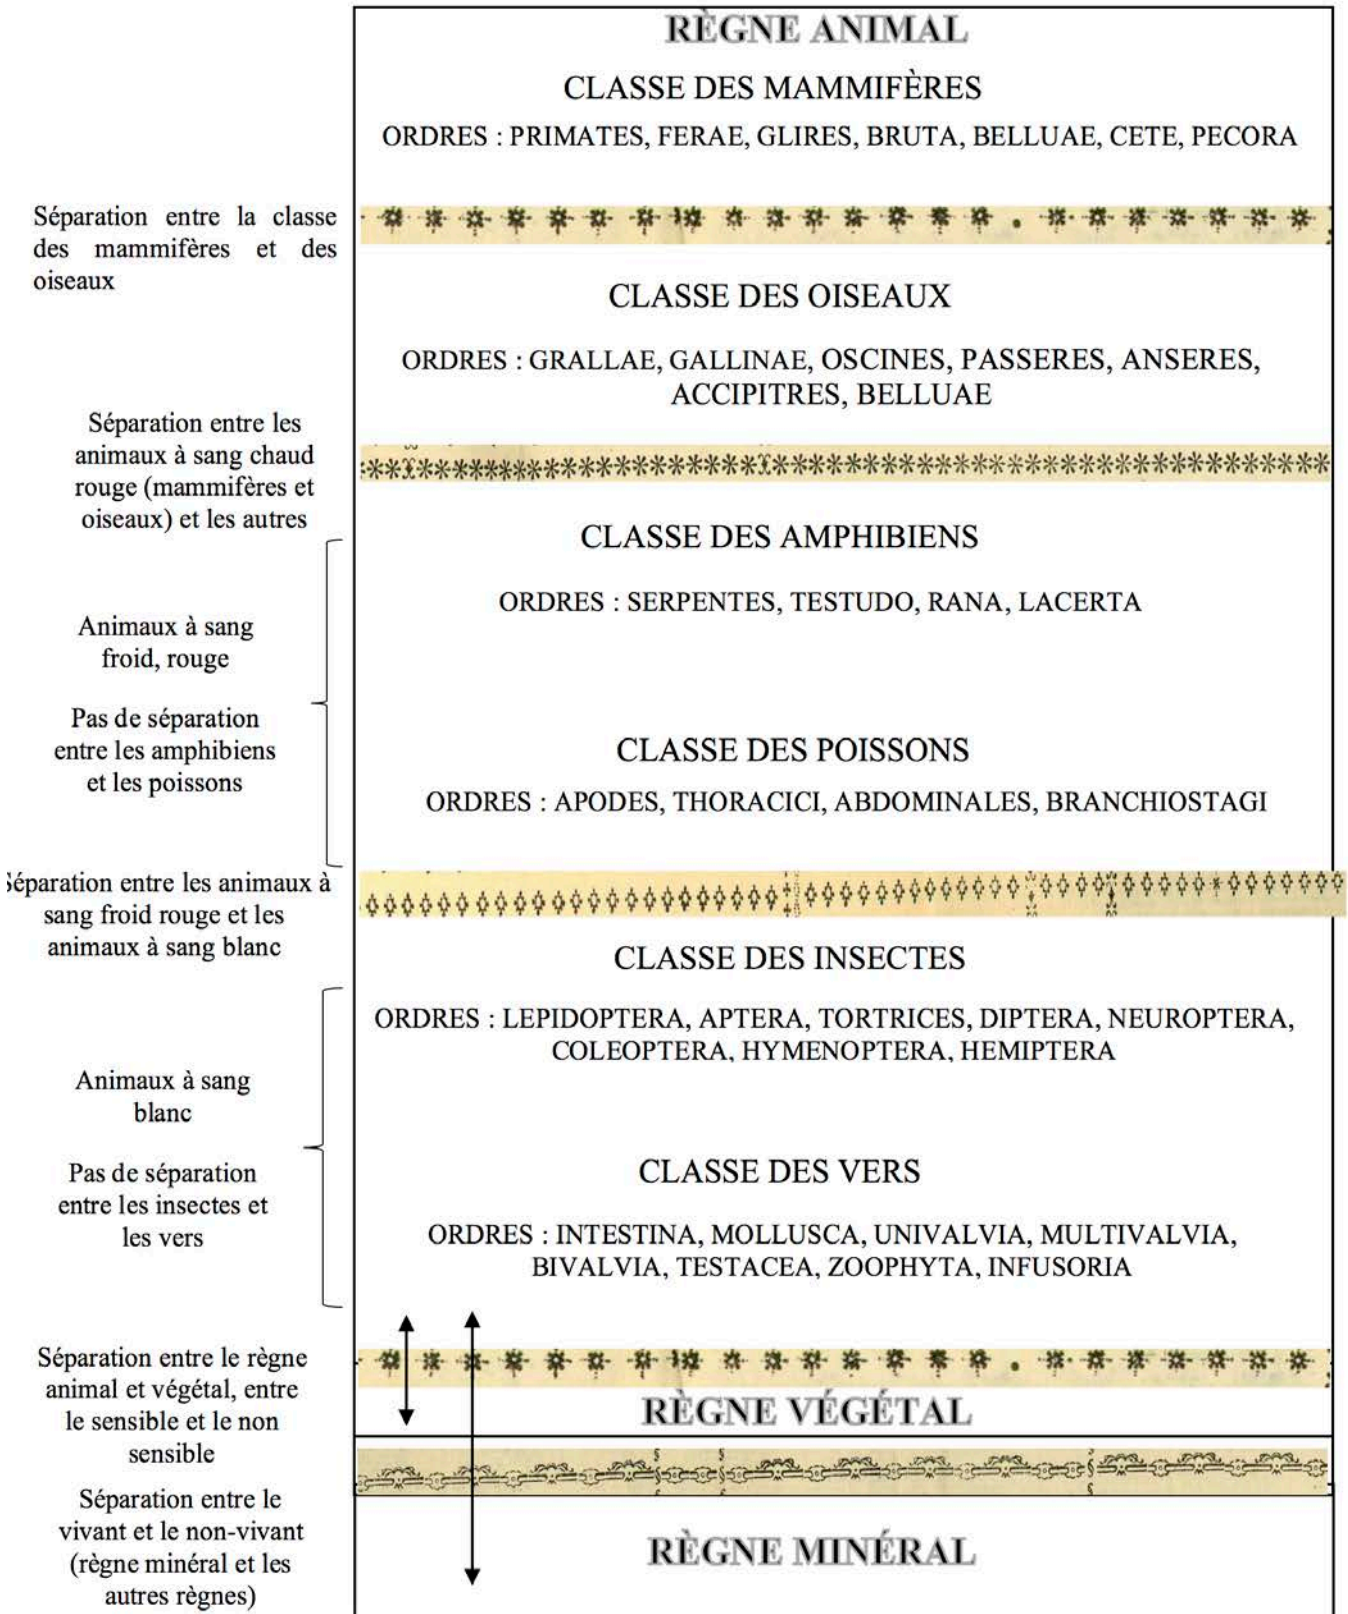 RÈGNE ANIMAL
CLASSE DES MAMMIFÈRES
ORDRES : PRIMATES, FERAE, GLIRES, BRUTA, BELLUAE, CETE, PECORA
Séparation entre la classe
des mammifères et des
oiseaux
CLASSE DES OISEAUX
ORDRES : GRALLAE, GALLINAE, OSCINES, PASSERES, ANSERES,
ACCIPITRES, BELLUAE
Séparation entre les
animaux à sang chaud
rouge (mammifères et
oiseaux) et les autres
CLASSE DES AMPHIBIENS
ORDRES : SERPENTES, TESTUDO, RANA, LACERTA
Animaux à sang
froid, rouge
Pas de séparation
entre les amphibiens
et les poissons
CLASSE DES POISSONS
ORDRES : APODES, THORACICI, ABDOMINALES, BRANCHIOSTAGI
Séparation entre les animaux à
sang froid rouge et les
animaux à sang blanc
CLASSE DES INSECTES
ORDRES : LEPIDOPTERA, APTERA, TORTRICES, DIPTERA, NEUROPTERA,
COLEOPTERA, HYMENOPTERA, HEMIPTERA
Animaux à sang
blanc
Pas de séparation
entre les insectes et
les vers
CLASSE DES VERS
ORDRES : INTESTINA, MOLLUSCA, UNIVALVIA, MULTIVALVIA,
BIVALVIA, TESTACEA, ZOOPHYTA, INFUSORIA
Séparation entre le règne
animal et végétal, entre
le sensible et le non
sensible
RÈGNE VÉGÉTAL
Séparation entre le
vivant et le non-vivant
(règne minéral et les
autres règnes)
RÈGNE MINÉRAL